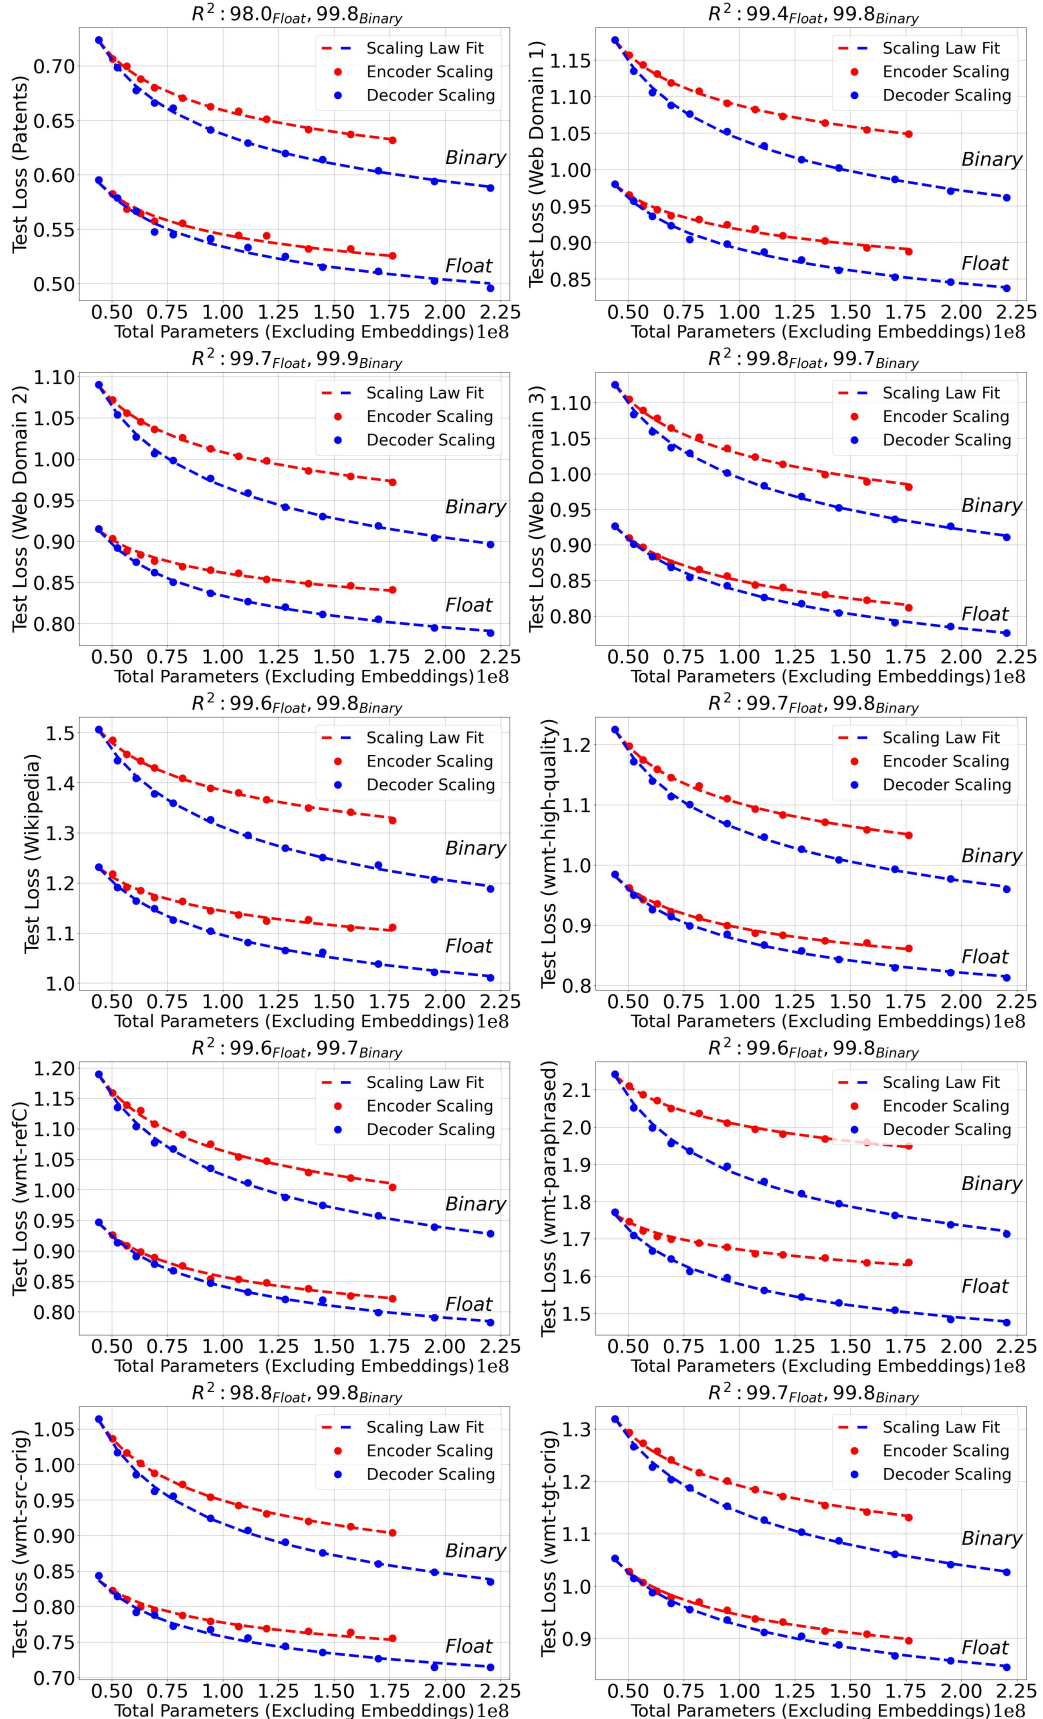 R² : 98.0Float, 99.8Binary
Test Loss (Patents)
0.70
0.65
0.60
0.55
0.50
Scaling Law Fit
Encoder Scaling
Decoder Scaling
Binary
Float
0.50 0.75 1.00 1.25 1.50 1.75 2.00 2.25
Total Parameters (Excluding Embeddings) 1e8
R² : 99.4Float, 99.8Binary
Test Loss (Web Domain 1)
1.15
1.10
1.05
1.00
0.95
0.90
0.85
Scaling Law Fit
Encoder Scaling
Decoder Scaling
Binary
Float
0.50 0.75 1.00 1.25 1.50 1.75 2.00 2.25
Total Parameters (Excluding Embeddings) 1e8
R² : 99.7Float, 99.9Binary
Test Loss (Web Domain 2)
1.10
1.05
1.00
0.95
0.90
0.85
0.80
Scaling Law Fit
Encoder Scaling
Decoder Scaling
Binary
Float
0.50 0.75 1.00 1.25 1.50 1.75 2.00 2.25
Total Parameters (Excluding Embeddings) 1e8
R² : 99.8Float, 99.7Binary
Test Loss (Web Domain 3)
1.10
1.05
1.00
0.95
0.90
0.85
0.80
Scaling Law Fit
Encoder Scaling
Decoder Scaling
Binary
Float
0.50 0.75 1.00 1.25 1.50 1.75 2.00 2.25
Total Parameters (Excluding Embeddings) 1e8
R² : 99.6Float, 99.8Binary
Test Loss (Wikipedia)
1.5
1.4
1.3
1.2
1.1
1.0
Scaling Law Fit
Encoder Scaling
Decoder Scaling
Binary
Float
0.50 0.75 1.00 1.25 1.50 1.75 2.00 2.25
Total Parameters (Excluding Embeddings) 1e8
R² : 99.7Float, 99.8Binary
Test Loss (wmt-high-quality)
1.2
1.1
1.0
0.9
0.8
Scaling Law Fit
Encoder Scaling
Decoder Scaling
Binary
Float
0.50 0.75 1.00 1.25 1.50 1.75 2.00 2.25
Total Parameters (Excluding Embeddings) 1e8
R² : 99.6Float, 99.7Binary
Test Loss (wmt-refC)
1.20
1.15
1.10
1.05
1.00
0.95
0.90
0.85
0.80
Scaling Law Fit
Encoder Scaling
Decoder Scaling
Binary
Float
0.50 0.75 1.00 1.25 1.50 1.75 2.00 2.25
Total Parameters (Excluding Embeddings) 1e8
R² : 99.6Float, 99.8Binary
Test Loss (wmt-paraphrased)
2.1
2.0
1.9
1.8
1.7
1.6
1.5
Scaling Law Fit
Encoder Scaling
Decoder Scaling
Binary
Float
0.50 0.75 1.00 1.25 1.50 1.75 2.00 2.25
Total Parameters (Excluding Embeddings) 1e8
R² : 98.8Float, 99.8Binary
Test Loss (wmt-src-orig)
1.05
1.00
0.95
0.90
0.85
0.80
0.75
0.70
Scaling Law Fit
Encoder Scaling
Decoder Scaling
Binary
Float
0.50 0.75 1.00 1.25 1.50 1.75 2.00 2.25
Total Parameters (Excluding Embeddings) 1e8
R² : 99.7Float, 99.8Binary
Test Loss (wmt-tgt-orig)
1.3
1.2
1.1
1.0
0.9
Scaling Law Fit
Encoder Scaling
Decoder Scaling
Binary
Float
0.50 0.75 1.00 1.25 1.50 1.75 2.00 2.25
Total Parameters (Excluding Embeddings) 1e8